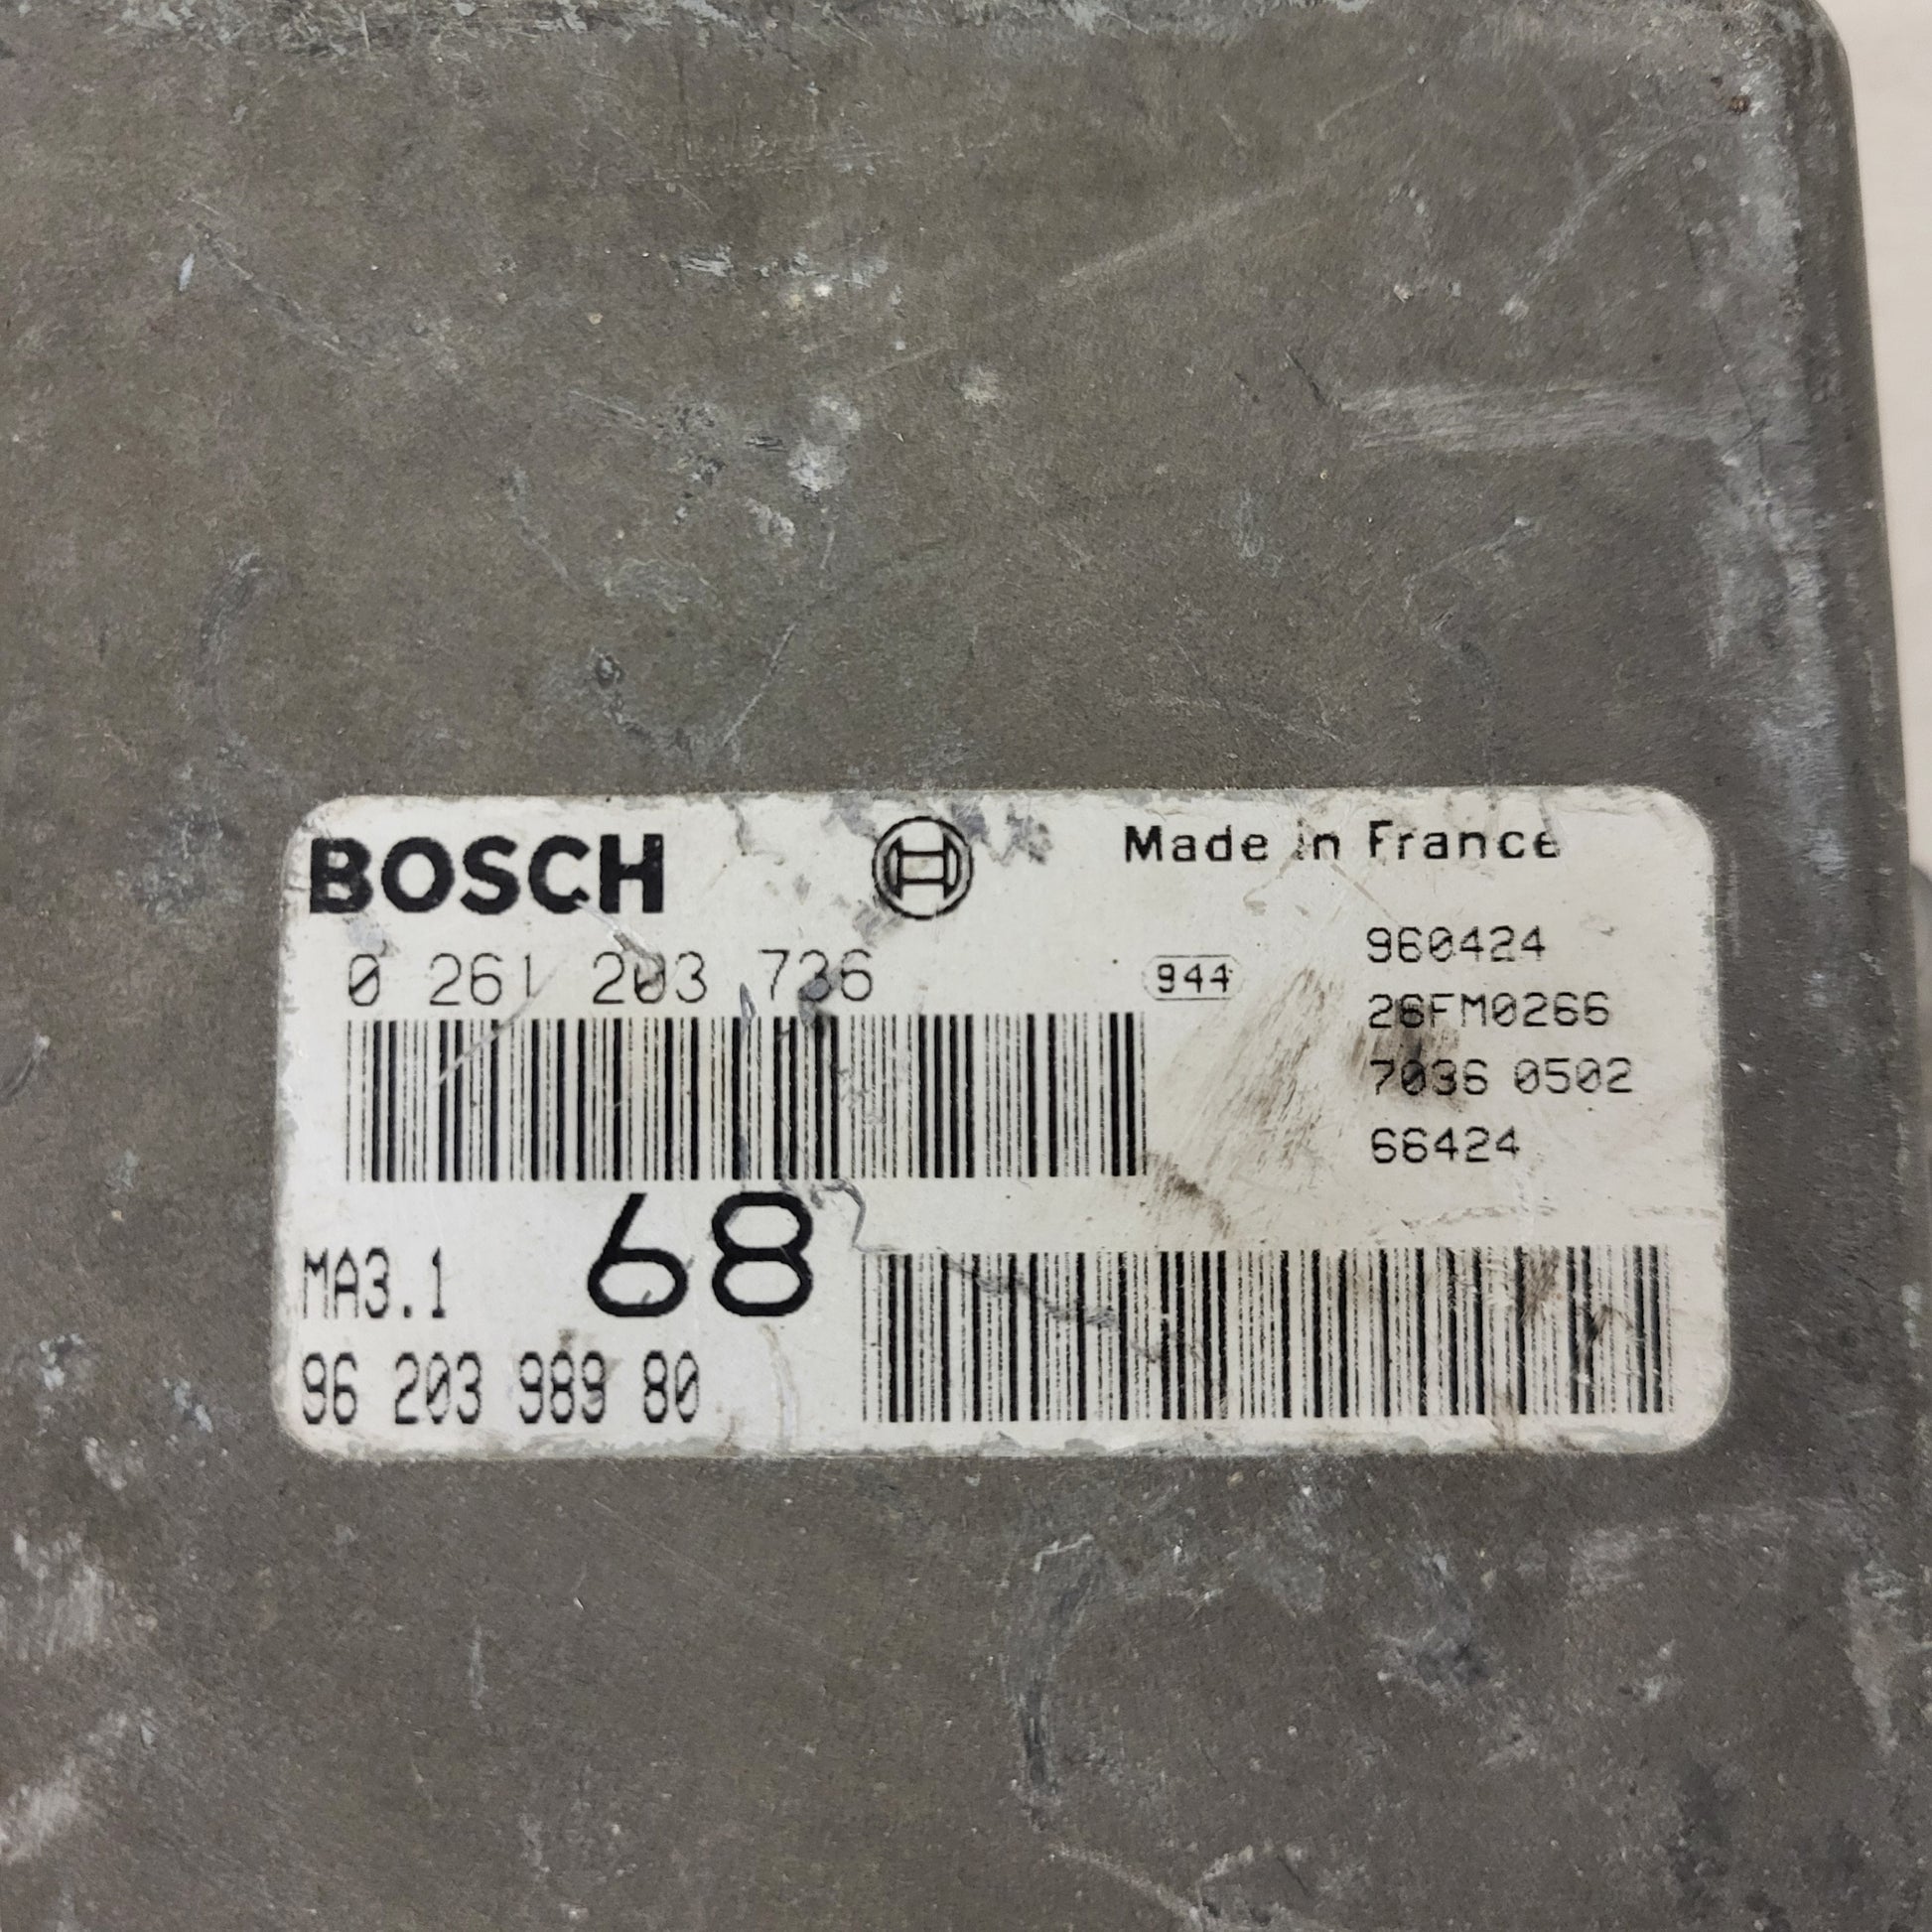 BOSCH
Made in France
0 261 203 736
944
960424
26FM0266
7036 0502
66424
MA3.1
68
96 203 989 80